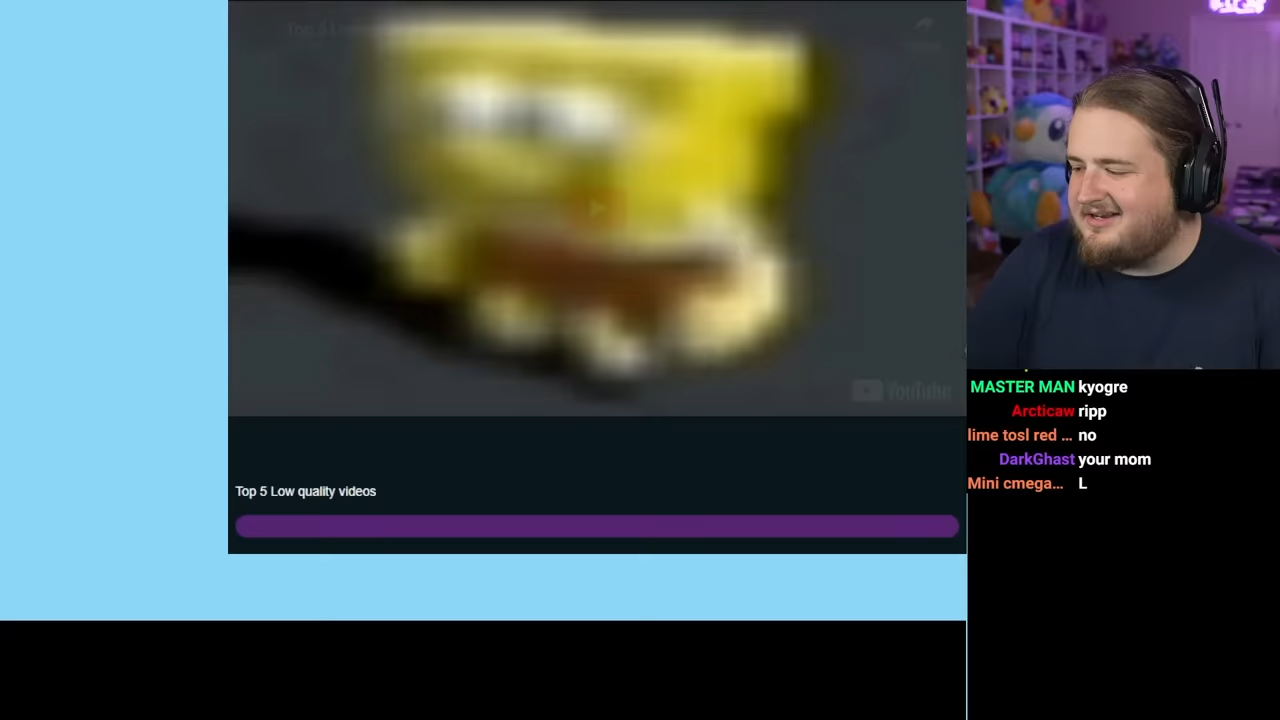 YouTube
Top 5 Low quality videos
MASTER MAN kyogre
Arcticaw ripp
lime tosl red ... no
DarkGhast your mom
Mini cmega... L